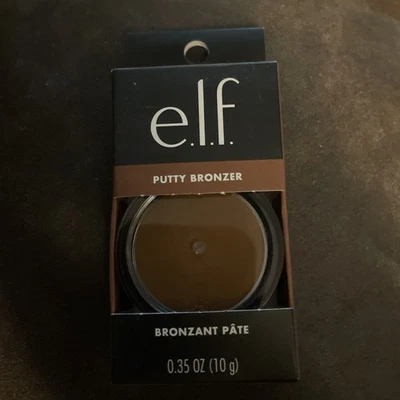 e.l.f.
PUTTY BRONZER
BRONZANT PÂTE
0.35 OZ (10 g)